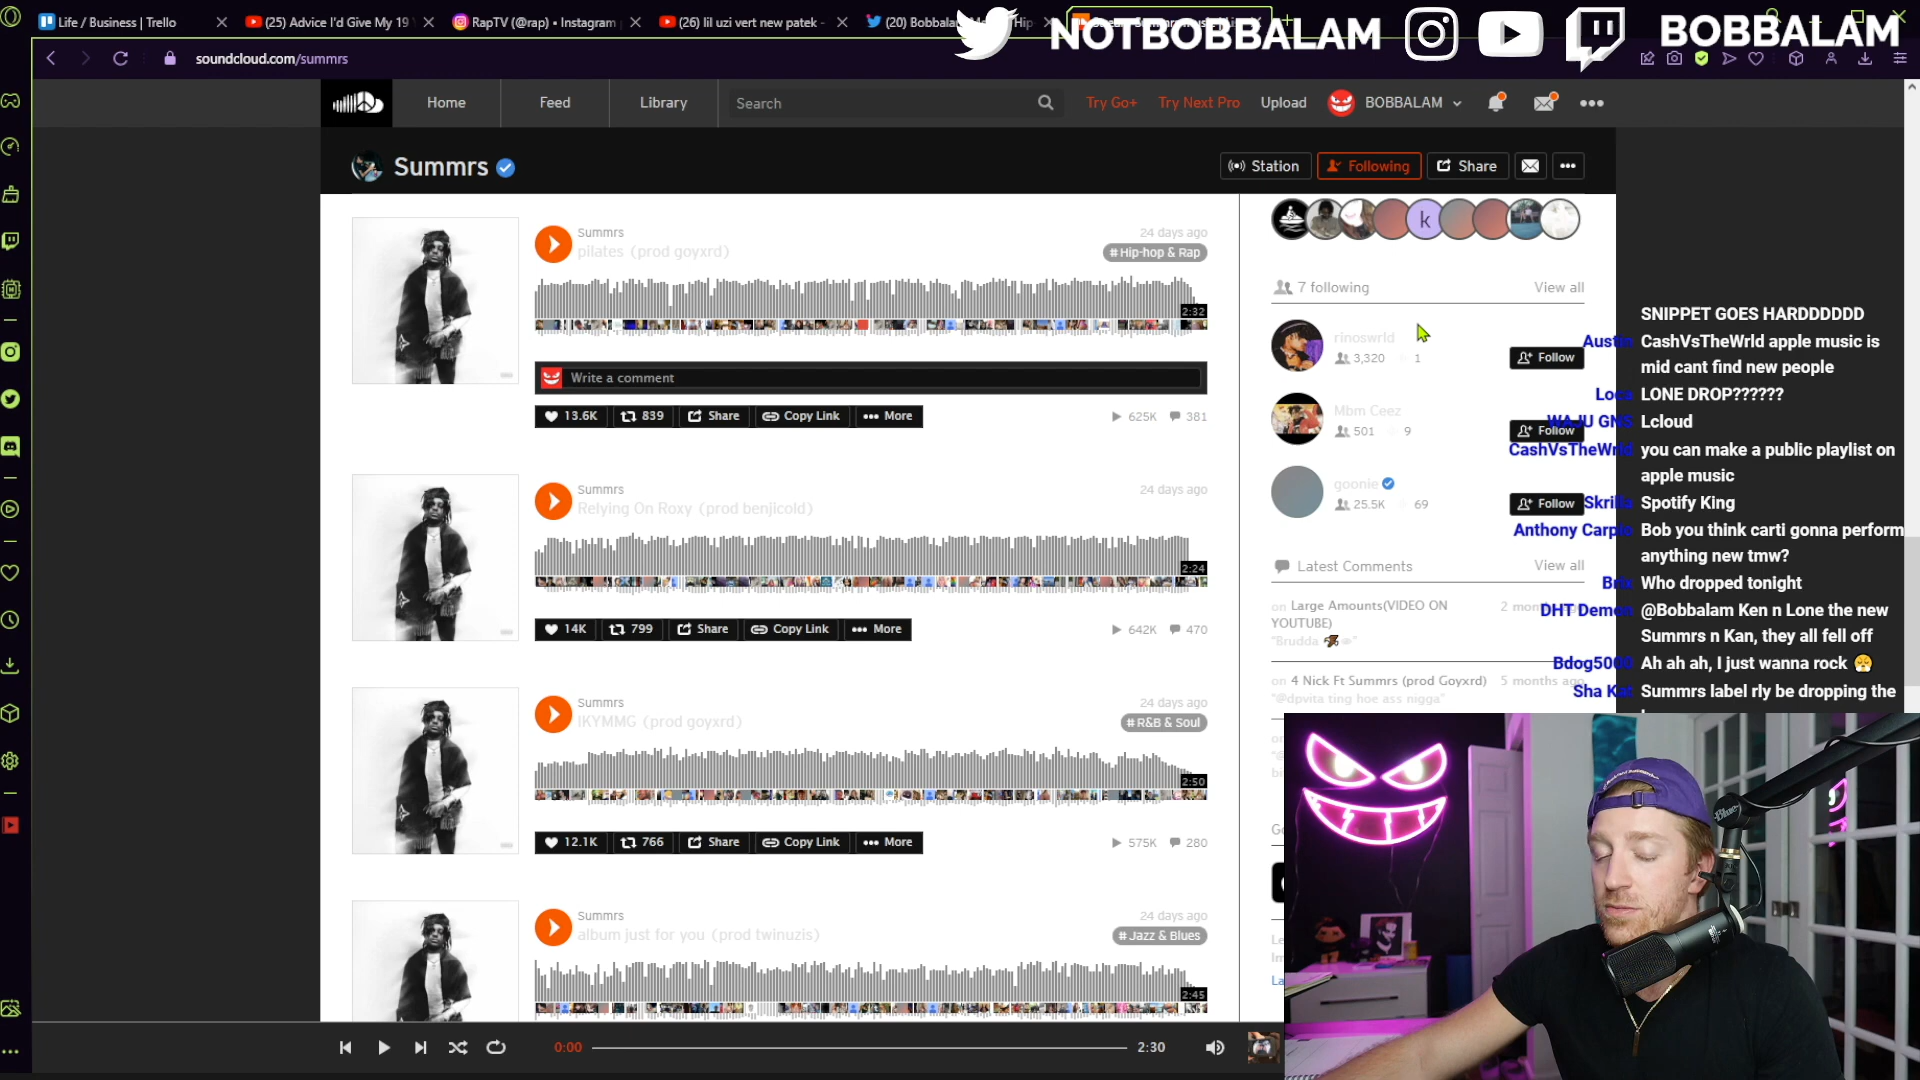 Life / Business | Trello
(25) Advice I'd Give My 19
RapTV (@rap) • Instagram
(26) lil uzi vert new patek -
(20) Bobbala
NOTBOBBALAM
BOBBALAM
soundcloud.com/summrs
Home
Feed
Library
Search
Try Go+
Try Next Pro
Upload
BOBBALAM
Summrs
Station
Following
Share
Summrs
24 days ago
pilates (prod goyxrd)
# Hip-hop & Rap
2:32
Write a comment
13.6K
839
Share
Copy Link
More
625K
381
Summrs
24 days ago
Relying On Roxy (prod benjicold)
2:24
14K
799
Share
Copy Link
More
642K
470
Summrs
24 days ago
IKYMMG (prod goyxrd)
# R&B & Soul
2:50
12.1K
766
Share
Copy Link
More
575K
280
Summrs
24 days ago
album just for you (prod twinuzis)
# Jazz & Blues
2:45
k
7 following
View all
rinoswrld
3,320
1
Follow
Mbm Ceez
501
9
Follow
goonie
25.5K
69
Follow
Latest Comments
View all
on Large Amounts(VIDEO ON
YOUTUBE)
"Brudda
on 4 Nick Ft Summrs (prod Goyxrd)
5 months ago
"@dpvita ting hoe ass nigga"
SNIPPET GOES HARDDDDDD
Austin CashVsTheWrld apple music is
mid cant find new people
LONE DROP??????
WAJU GNS Lcloud
CashVsTheWrld you can make a public playlist on
apple music
Spotify King
Anthony Carpio Bob you think carti gonna perform
anything new tmw?
Who dropped tonight
DHT Demon @Bobbalam Ken n Lone the new
Summrs n Kan, they all fell off
Bdog5000 Ah ah ah, I just wanna rock
Sha Summrs label rly be dropping the
0:00
2:30